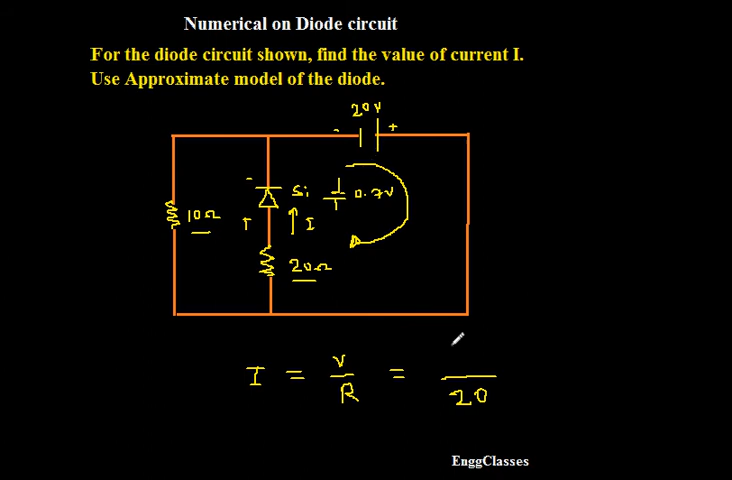 Numerical on Diode circuit
For the diode circuit shown, find the value of current I.
Use Approximate model of the diode.
20 V
- +
- Si 0.7V
10Ω I
20Ω
I = V/R = /20
EnggClasses